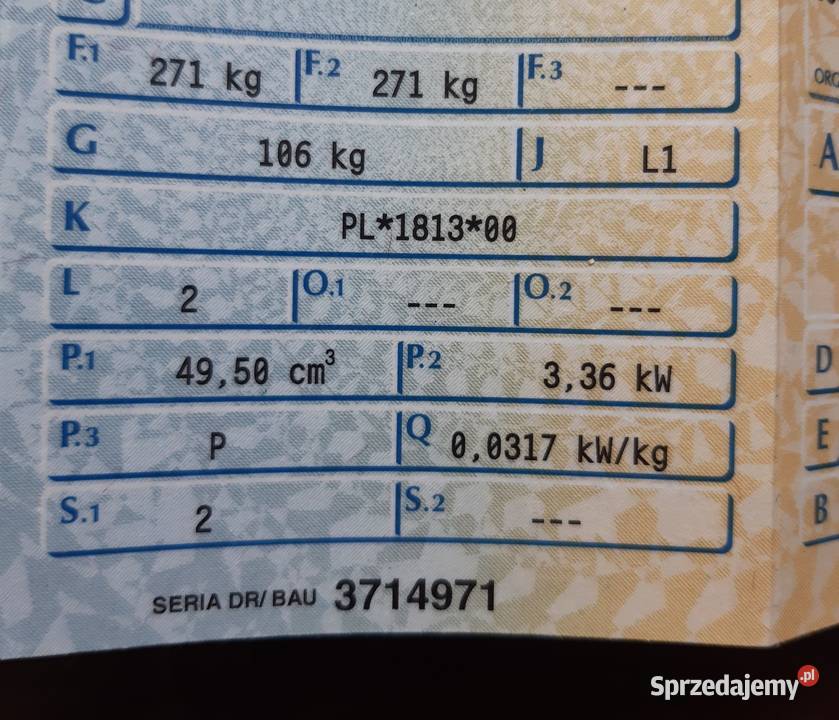 F.1 271 kg F.2 271 kg F.3 ---
G 106 kg J L1
K PL*1813*00
L 2 O.1 --- O.2 ---
P.1 49,50 cm³ P.2 3,36 kW
P.3 P Q 0,0317 kW/kg
S.1 2 S.2 ---
SERIA DR/BAU 3714971
A
D
E
B
Sprzedajemy.pl